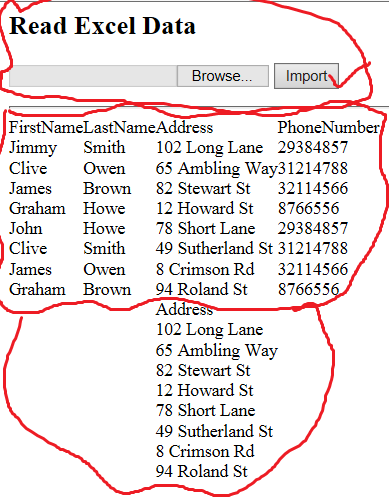 Read Excel Data
Browse... Import
FirstName LastName Address PhoneNumber
Jimmy Smith 102 Long Lane 29384857
Clive Owen 65 Ambling Way 31214788
James Brown 82 Stewart St 32114566
Graham Howe 12 Howard St 8766556
John Howe 78 Short Lane 29384857
Clive Smith 49 Sutherland St 31214788
James Owen 8 Crimson Rd 32114566
Graham Brown 94 Roland St 8766556
Address
102 Long Lane
65 Ambling Way
82 Stewart St
12 Howard St
78 Short Lane
49 Sutherland St
8 Crimson Rd
94 Roland St